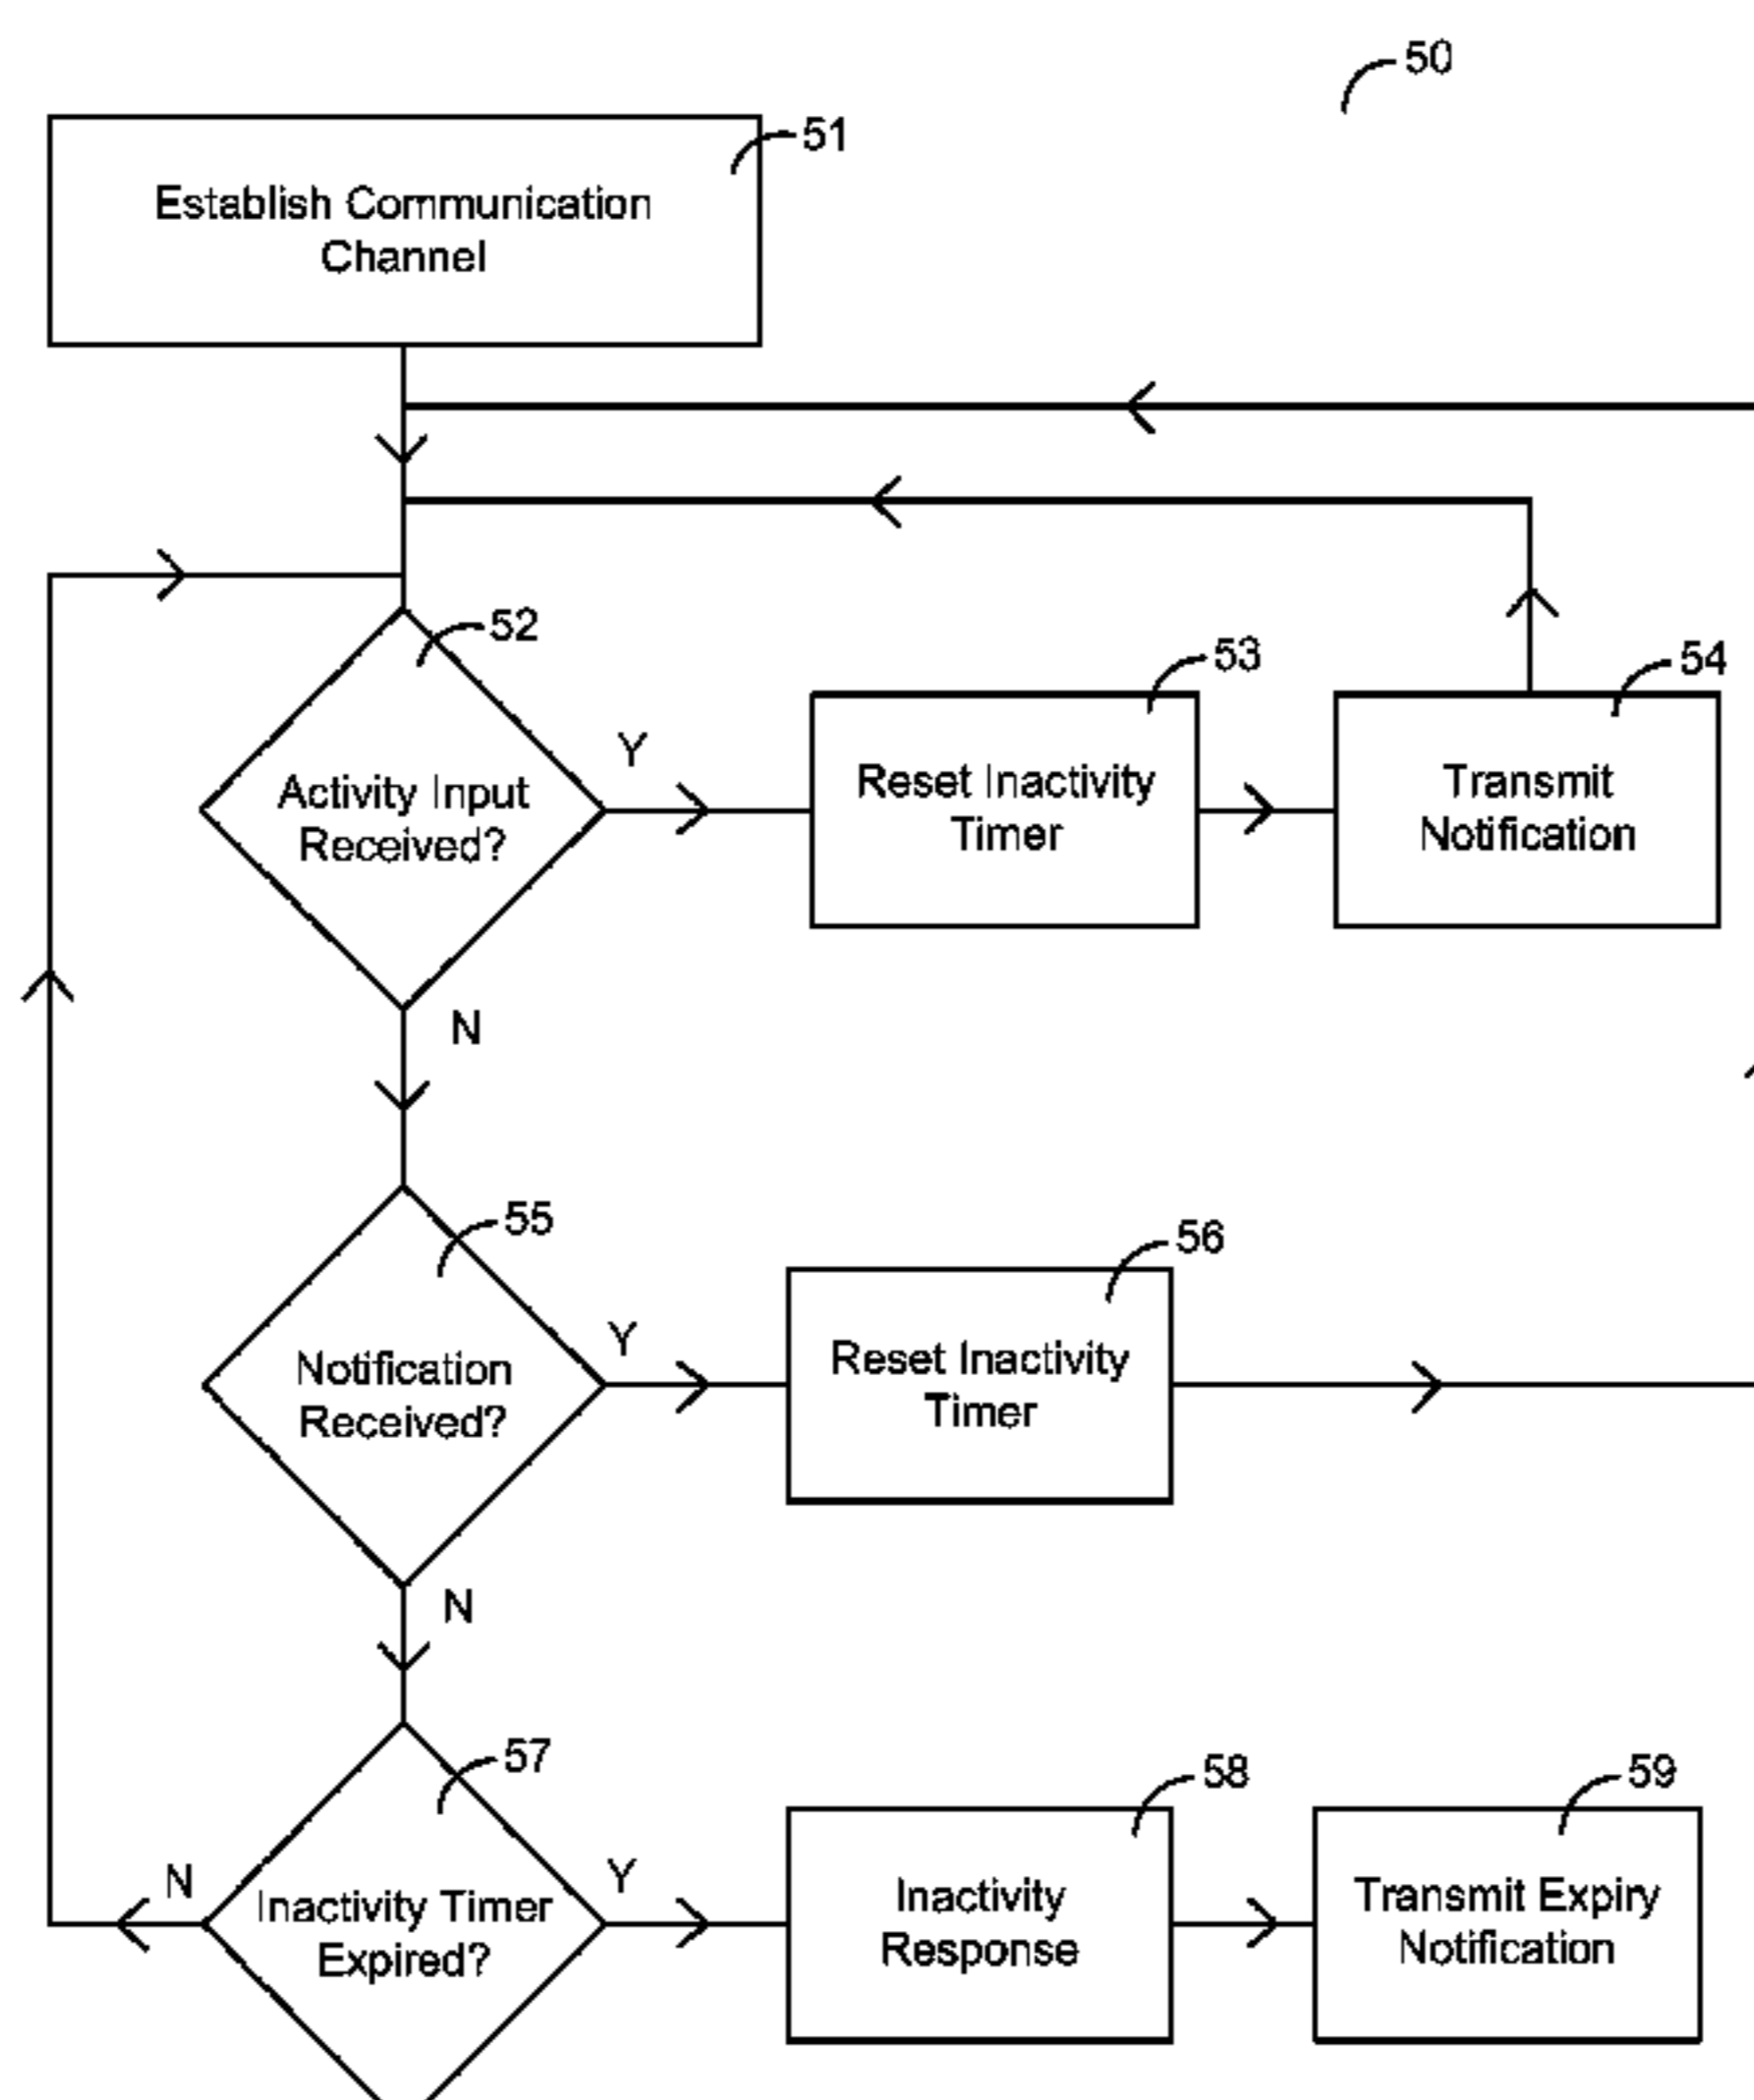 50
51
Establish Communication
Channel
52
53
54
Activity Input
Received?
Y
Reset Inactivity
Timer
Transmit
Notification
N
55
56
Notification
Received?
Y
Reset Inactivity
Timer
N
57
58
59
N
Inactivity Timer
Expired?
Y
Inactivity
Response
Transmit Expiry
Notification